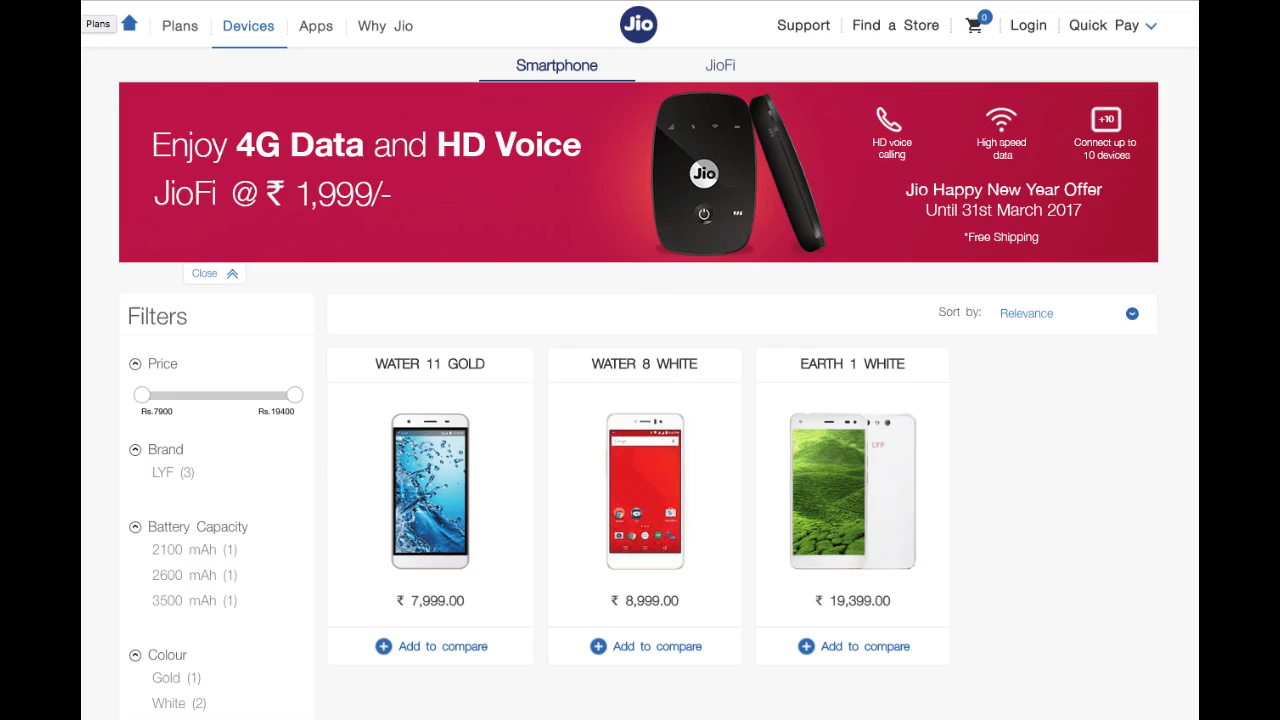 Plans
Plans
Devices
Apps
Why Jio
Jio
Support
Find a Store
0
Login
Quick Pay
Smartphone
JioFi
Enjoy 4G Data and HD Voice
JioFi @ ₹ 1,999/-
Jio
HD voice
calling
High speed
data
+10
Connect up to
10 devices
Jio Happy New Year Offer
Until 31st March 2017
*Free Shipping
Close
Filters
Sort by:
Relevance
Price
Rs.7900
Rs.19400
Brand
LYF (3)
Battery Capacity
2100 mAh (1)
2600 mAh (1)
3500 mAh (1)
Colour
Gold (1)
White (2)
WATER 11 GOLD
₹ 7,999.00
Add to compare
WATER 8 WHITE
₹ 8,999.00
Add to compare
EARTH 1 WHITE
LYF
₹ 19,399.00
Add to compare